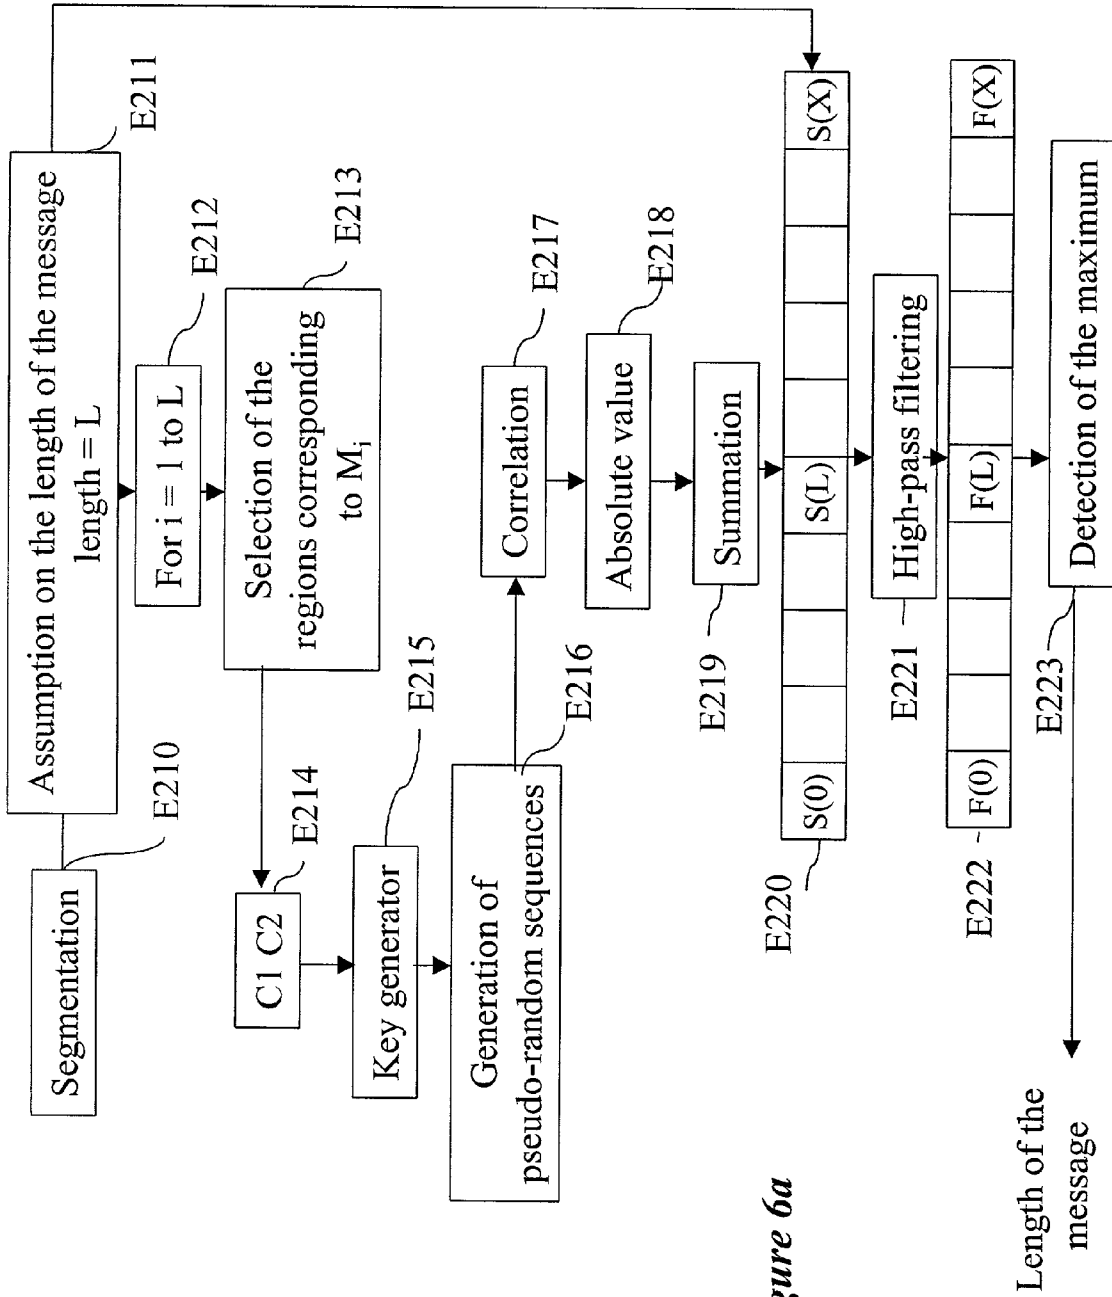 Segmentation
E210
Assumption on the length of the message
length = L
E211
For i = 1 to L
E212
Selection of the
regions corresponding
to Mi
E213
C1 C2
E214
Key generator
E215
Generation of
pseudo-random sequences
E216
Correlation
E217
Absolute value
E218
Summation
E219
S(0) S(L) S(X)
E220
High-pass filtering
E221
F(0) F(L) F(X)
E222
Detection of the maximum
E223
Length of the
message
gure 6a